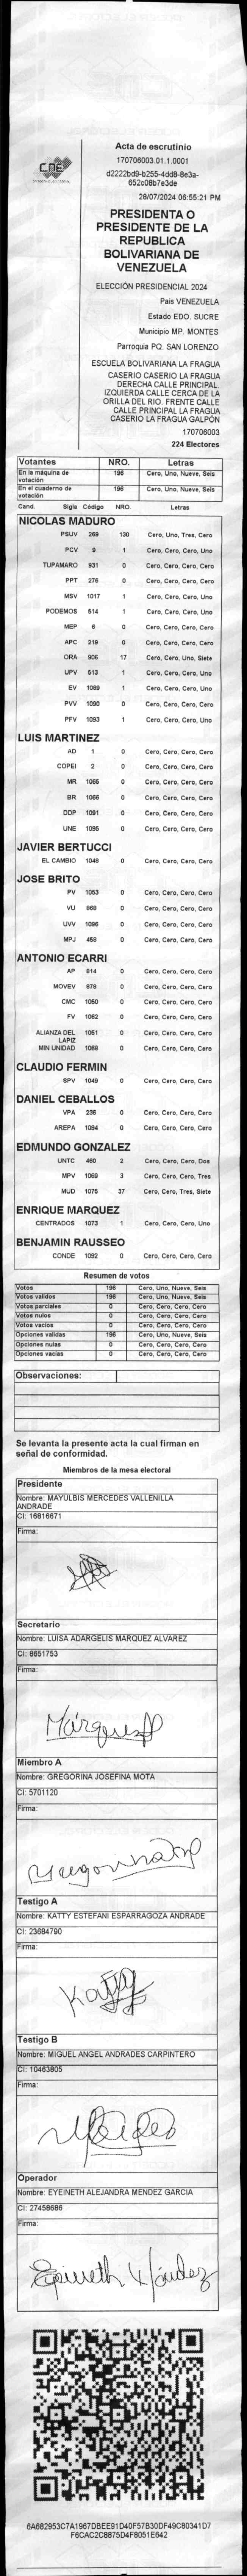 CNE
Acta de escrutinio
170706003.01.1.0001
d2222bd9-b255-4dd8-8e3a-
652c08b7e3de
28/07/2024 06:55:21 PM
PRESIDENTA O
PRESIDENTE DE LA
REPUBLICA
BOLIVARIANA DE
VENEZUELA
ELECCIÓN PRESIDENCIAL 2024
País VENEZUELA
Estado EDO. SUCRE
Municipio MP. MONTES
Parroquia PQ. SAN LORENZO
ESCUELA BOLIVARIANA LA FRAGUA
CASERIO CASERIO LA FRAGUA
DERECHA CALLE PRINCIPAL.
IZQUIERDA CALLE CERCA DE LA
ORILLA DEL RIO. FRENTE CALLE
CALLE PRINCIPAL LA FRAGUA
CASERIO LA FRAGUA GALPÓN
170706003
224 Electores
Votantes NRO. Letras
En la máquina de votación 196 Cero, Uno, Nueve, Seis
En el cuaderno de votación 196 Cero, Uno, Nueve, Seis
Cand. Sigla Código NRO. Letras
NICOLAS MADURO
PSUV 269 130 Cero, Uno, Tres, Cero
PCV 9 1 Cero, Cero, Cero, Uno
TUPAMARO 931 0 Cero, Cero, Cero, Cero
PPT 276 0 Cero, Cero, Cero, Cero
MSV 1017 1 Cero, Cero, Cero, Uno
PODEMOS 514 1 Cero, Cero, Cero, Uno
MEP 6 0 Cero, Cero, Cero, Cero
APC 219 0 Cero, Cero, Cero, Cero
ORA 906 17 Cero, Cero, Uno, Siete
UPV 513 1 Cero, Cero, Cero, Uno
EV 1089 1 Cero, Cero, Cero, Uno
PVV 1090 0 Cero, Cero, Cero, Cero
PFV 1093 1 Cero, Cero, Cero, Uno
LUIS MARTINEZ
AD 1 0 Cero, Cero, Cero, Cero
COPEI 2 0 Cero, Cero, Cero, Cero
MR 1065 0 Cero, Cero, Cero, Cero
BR 1066 0 Cero, Cero, Cero, Cero
DDP 1091 0 Cero, Cero, Cero, Cero
UNE 1095 0 Cero, Cero, Cero, Cero
JAVIER BERTUCCI
EL CAMBIO 1048 0 Cero, Cero, Cero, Cero
JOSE BRITO
PV 1053 0 Cero, Cero, Cero, Cero
VU 868 0 Cero, Cero, Cero, Cero
UVV 1096 0 Cero, Cero, Cero, Cero
MPJ 459 0 Cero, Cero, Cero, Cero
ANTONIO ECARRI
AP 814 0 Cero, Cero, Cero, Cero
MOVEV 879 0 Cero, Cero, Cero, Cero
CMC 1050 0 Cero, Cero, Cero, Cero
FV 1062 0 Cero, Cero, Cero, Cero
ALIANZA DEL LAPIZ 1051 0 Cero, Cero, Cero, Cero
MIN UNIDAD 1068 0 Cero, Cero, Cero, Cero
CLAUDIO FERMIN
SPV 1049 0 Cero, Cero, Cero, Cero
DANIEL CEBALLOS
VPA 236 0 Cero, Cero, Cero, Cero
AREPA 1094 0 Cero, Cero, Cero, Cero
EDMUNDO GONZALEZ
UNTC 460 2 Cero, Cero, Cero, Dos
MPV 1069 3 Cero, Cero, Cero, Tres
MUD 1075 37 Cero, Cero, Tres, Siete
ENRIQUE MARQUEZ
CENTRADOS 1073 1 Cero, Cero, Cero, Uno
BENJAMIN RAUSSEO
CONDE 1092 0 Cero, Cero, Cero, Cero
Resumen de votos
Votos 196 Cero, Uno, Nueve, Seis
Votos validos 196 Cero, Uno, Nueve, Seis
Votos parciales 0 Cero, Cero, Cero, Cero
Votos nulos 0 Cero, Cero, Cero, Cero
Votos vacios 0 Cero, Cero, Cero, Cero
Opciones validas 196 Cero, Uno, Nueve, Seis
Opciones nulas 0 Cero, Cero, Cero, Cero
Opciones vacias 0 Cero, Cero, Cero, Cero
Observaciones:
Se levanta la presente acta la cual firman en
señal de conformidad.
Miembros de la mesa electoral
Presidente
Nombre: MAYULBIS MERCEDES VALLENILLA
ANDRADE
CI: 16816671
Firma:
Secretario
Nombre: LUISA ADARGELIS MARQUEZ ALVAREZ
CI: 8651753
Firma:
Miembro A
Nombre: GREGORINA JOSEFINA MOTA
CI: 5701120
Firma:
Testigo A
Nombre: KATTY ESTEFANI ESPARRAGOZA ANDRADE
CI: 23684790
Firma:
Katty
Testigo B
Nombre: MIGUEL ANGEL ANDRADES CARPINTERO
CI: 10463805
Firma:
Operador
Nombre: EYEINETH ALEJANDRA MENDEZ GARCIA
CI: 27458686
Firma:
6A682953C7A1967DBEE91D40F57B30DF49C80341D7
F6CAC2C8875D4F8051E642